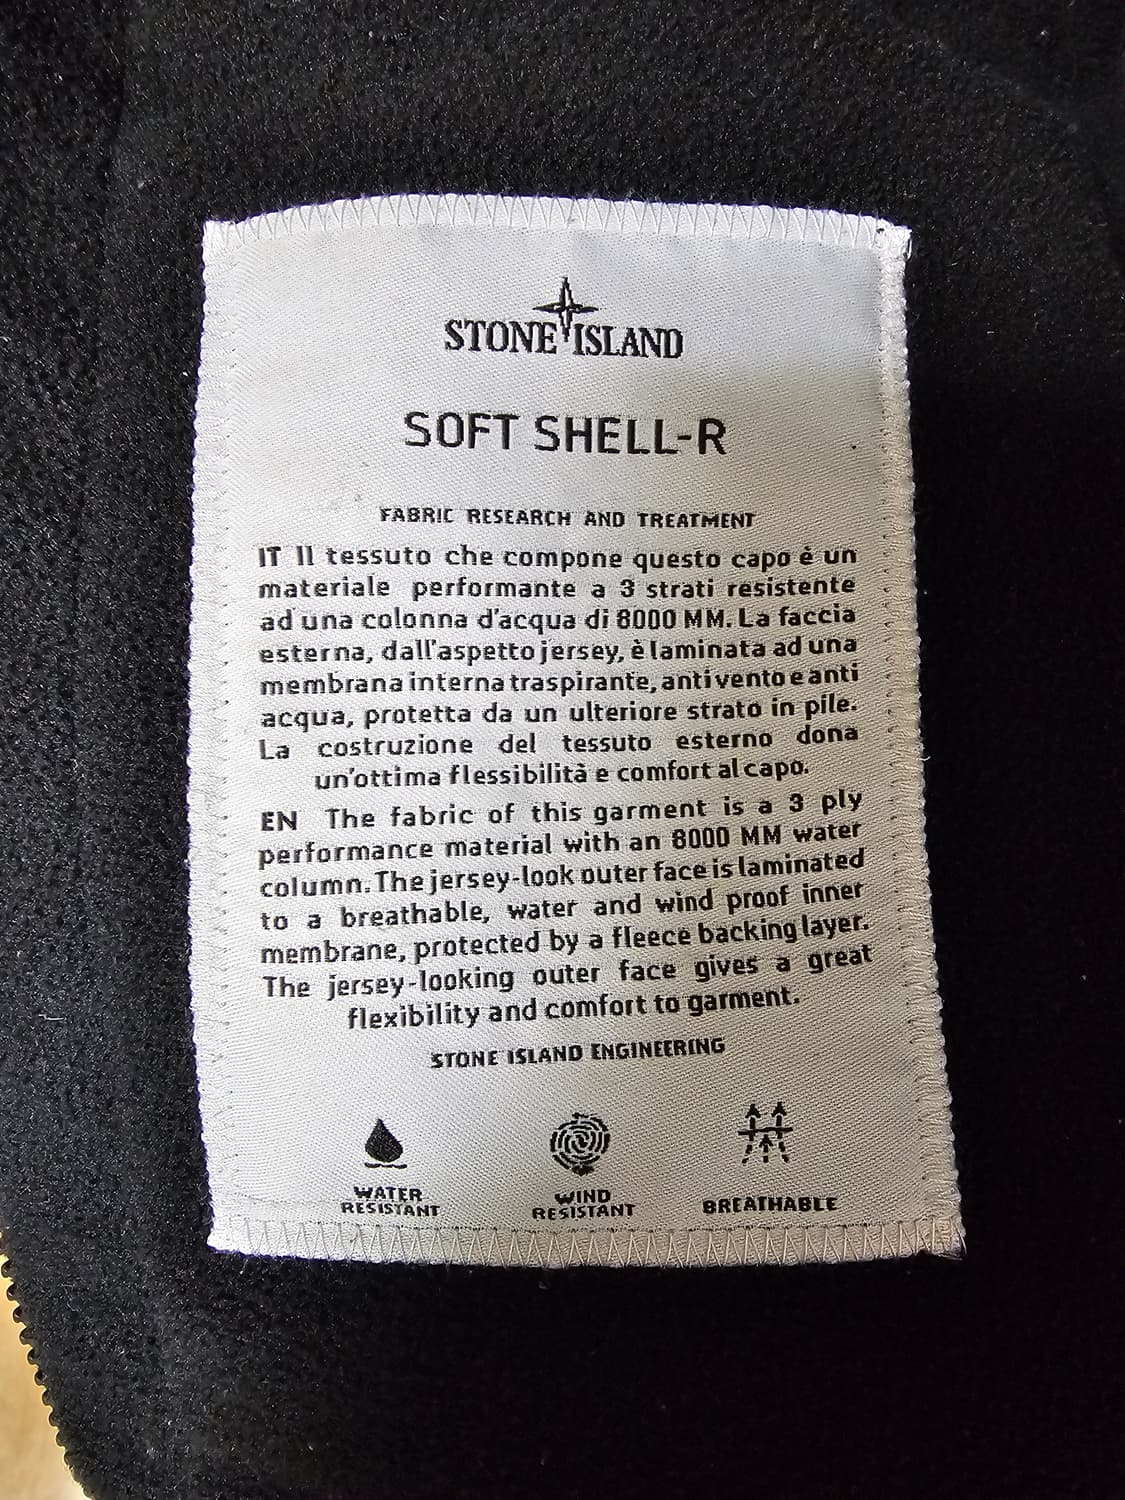 STONE ISLAND
SOFT SHELL-R
FABRIC RESEARCH AND TREATMENT
IT Il tessuto che compone questo capo è un
materiale performante a 3 strati resistente
ad una colonna d'acqua di 8000 MM. La faccia
esterna, dall'aspetto jersey, è laminata ad una
membrana interna traspirante, antivento e anti
acqua, protetta da un ulteriore strato in pile.
La costruzione del tessuto esterno dona
un'ottima flessibilità e comfort al capo.
EN The fabric of this garment is a 3 ply
performance material with an 8000 MM water
column. The jersey-look outer face is laminated
to a breathable, water and wind proof inner
membrane, protected by a fleece backing layer.
The jersey-looking outer face gives a great
flexibility and comfort to garment.
STONE ISLAND ENGINEERING
WATER WIND BREATHABLE
RESISTANT RESISTANT